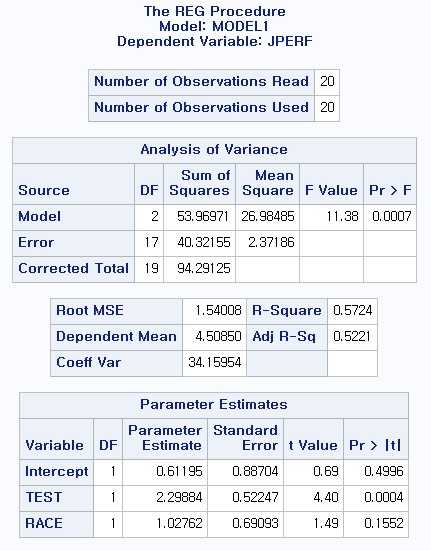 The REG Procedure
Model: MODEL1
Dependent Variable: JPERF
Number of Observations Read 20
Number of Observations Used 20
Analysis of Variance
Source DF Sum of Squares Mean Square F Value Pr > F
Model 2 53.96971 26.98485 11.38 0.0007
Error 17 40.32155 2.37186
Corrected Total 19 94.29125
Root MSE 1.54008 R-Square 0.5724
Dependent Mean 4.50850 Adj R-Sq 0.5221
Coeff Var 34.15954
Parameter Estimates
Variable DF Parameter Estimate Standard Error t Value Pr > |t|
Intercept 1 0.61195 0.88704 0.69 0.4996
TEST 1 2.29884 0.52247 4.40 0.0004
RACE 1 1.02762 0.69093 1.49 0.1552